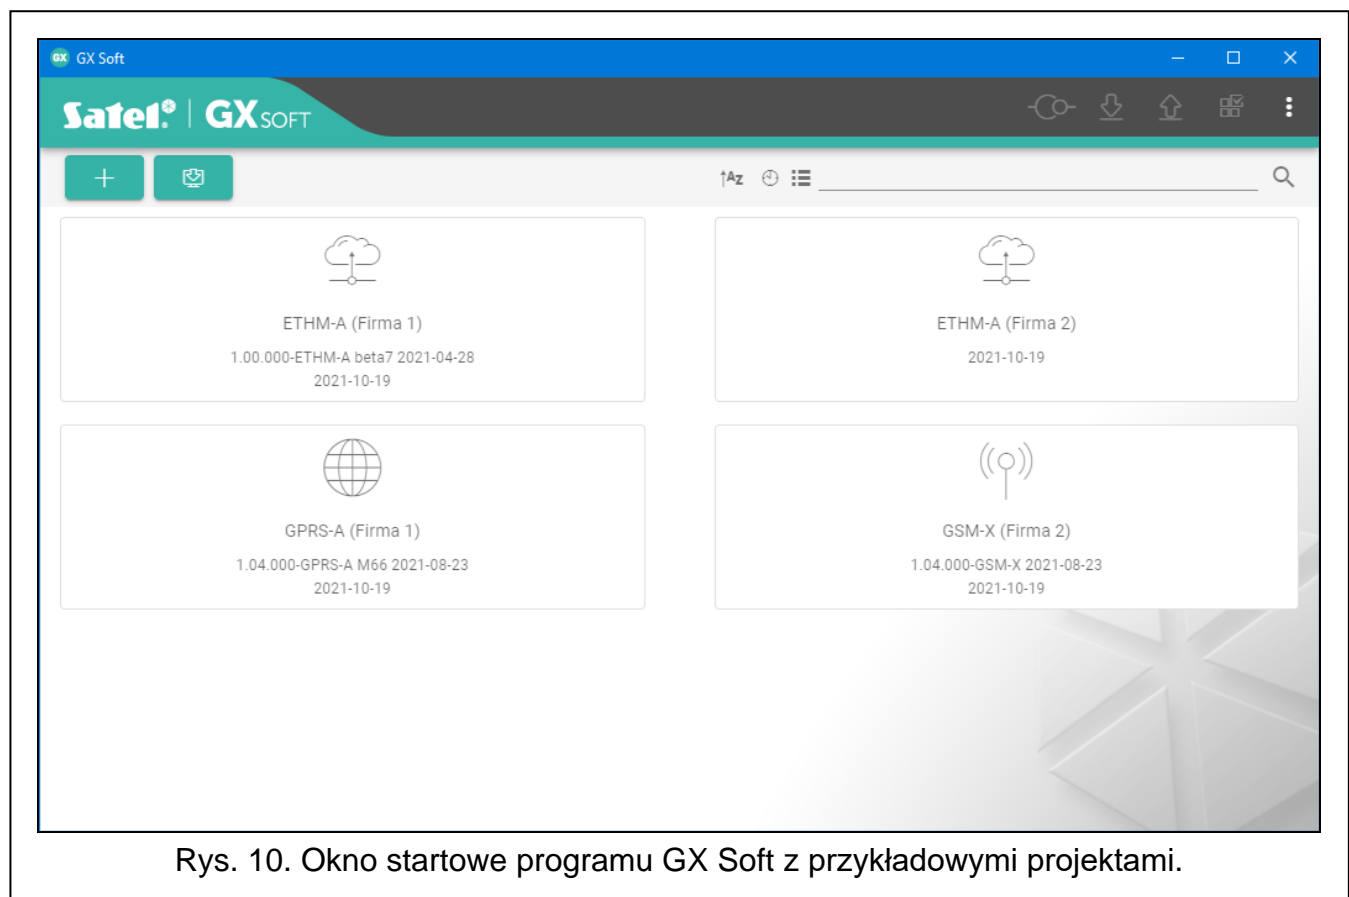 GX GX Soft
Satel® | GX SOFT
↑AZ
ETHM-A (Firma 1)
1.00.000-ETHM-A beta7 2021-04-28
2021-10-19
ETHM-A (Firma 2)
2021-10-19
GPRS-A (Firma 1)
1.04.000-GPRS-A M66 2021-08-23
2021-10-19
GSM-X (Firma 2)
1.04.000-GSM-X 2021-08-23
2021-10-19
Rys. 10. Okno startowe programu GX Soft z przykładowymi projektami.